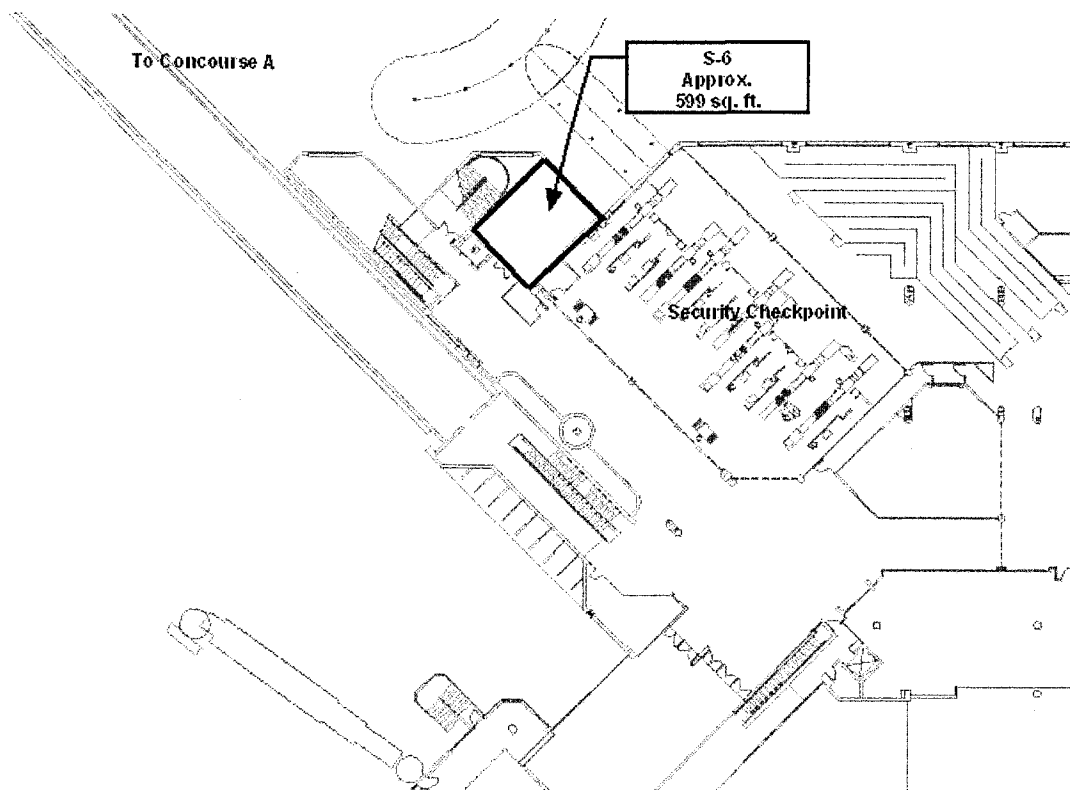 To Concourse A
S-6
Approx.
599 sq. ft.
Security Checkpoint